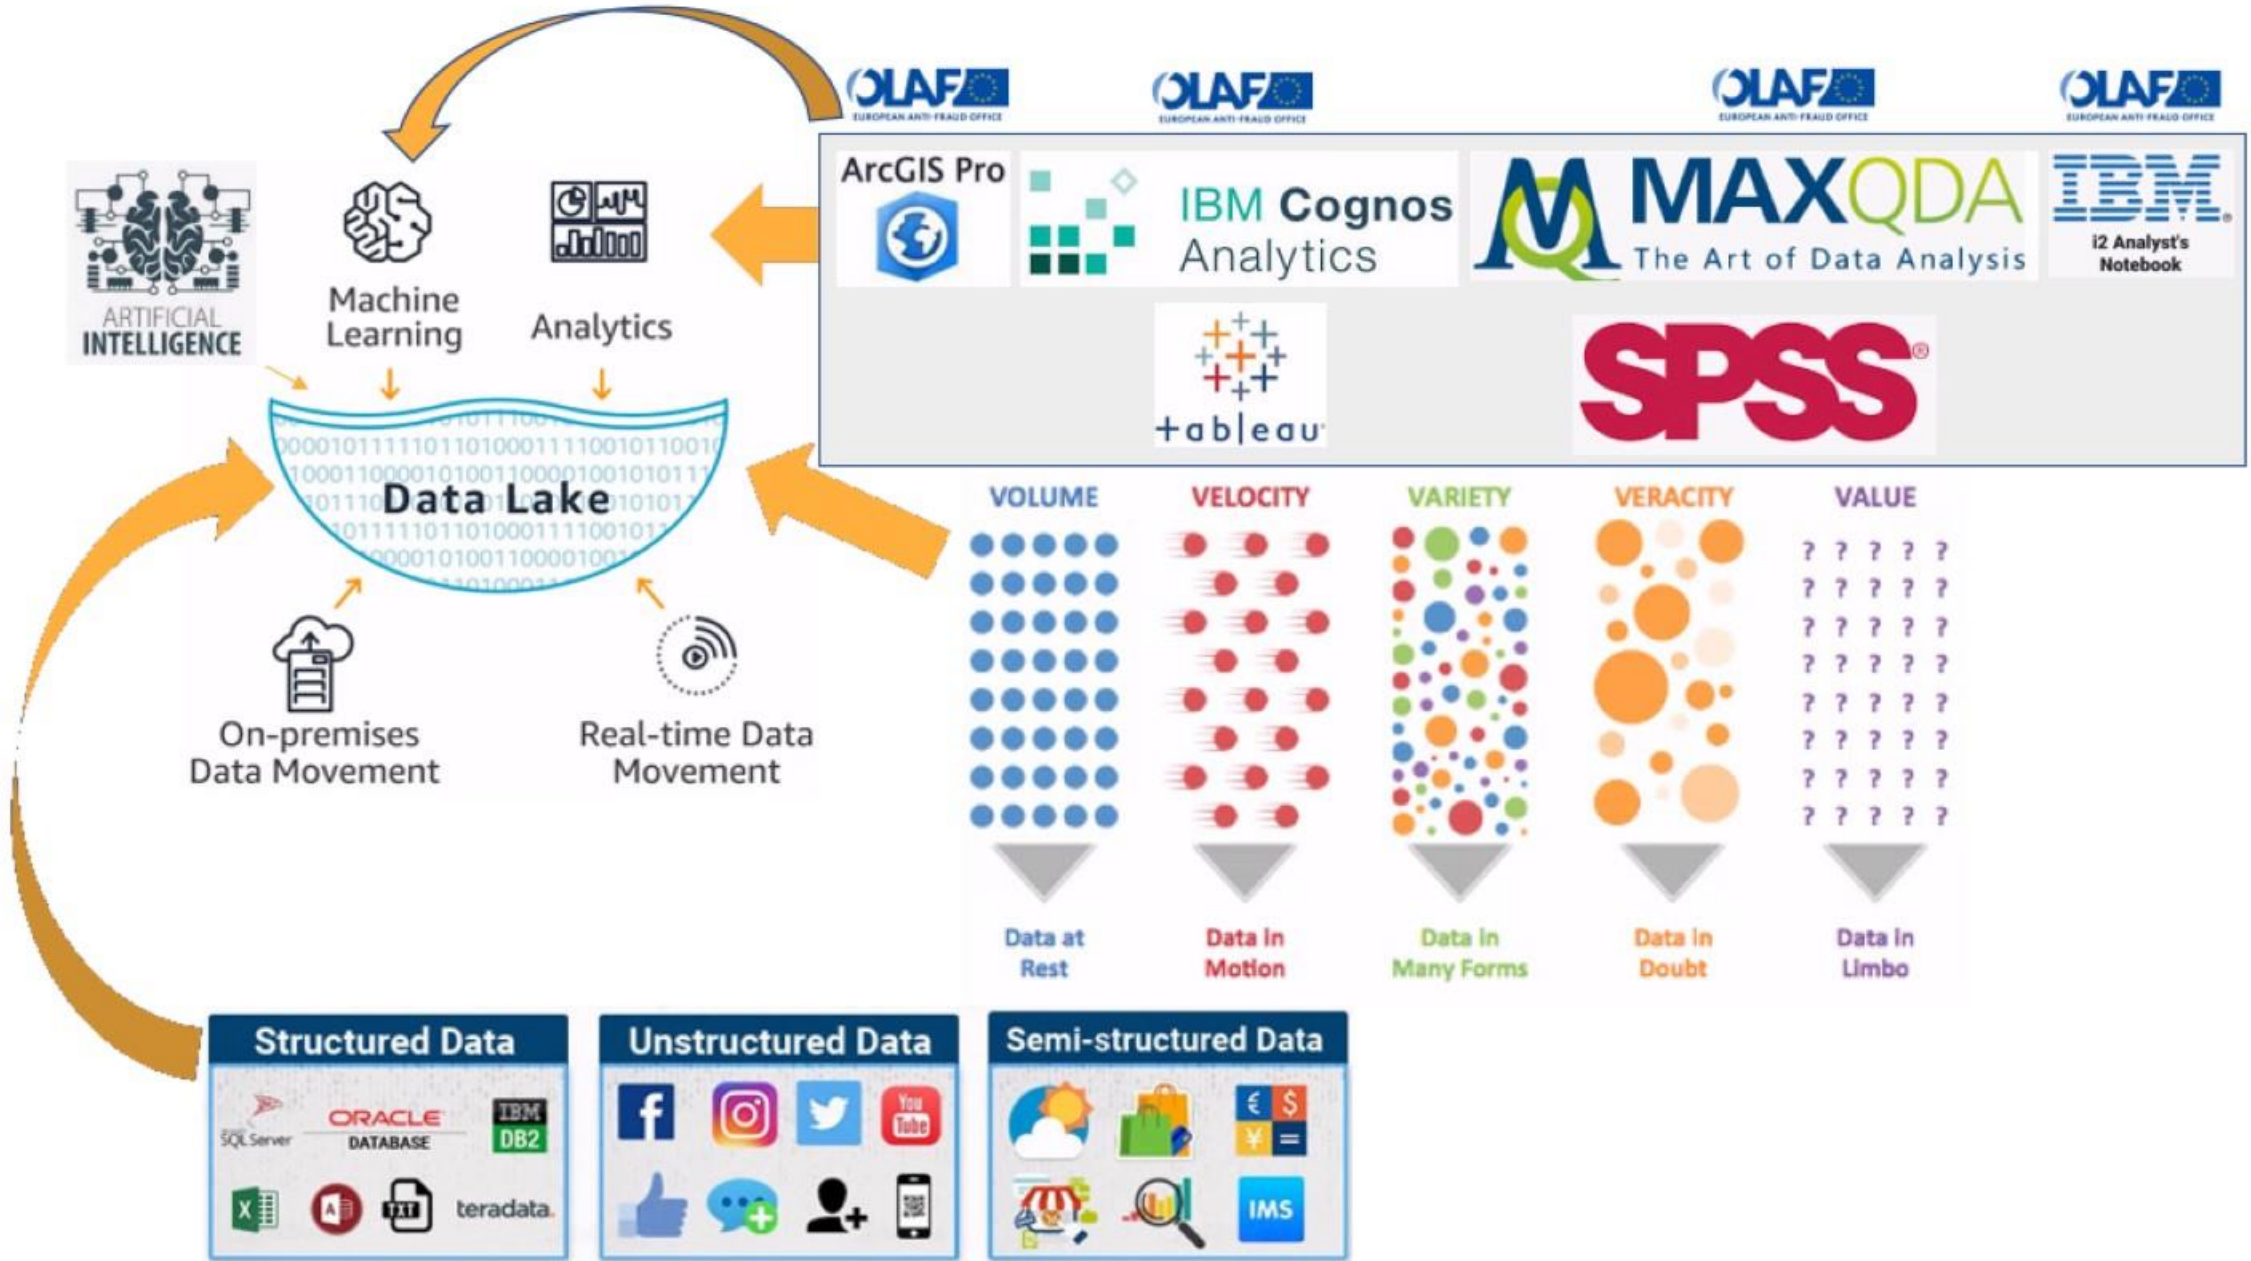 OLAF
EUROPEAN ANTI-FRAUD OFFICE
OLAF
EUROPEAN ANTI-FRAUD OFFICE
OLAF
EUROPEAN ANTI-FRAUD OFFICE
OLAF
EUROPEAN ANTI-FRAUD OFFICE
ArcGIS Pro
IBM Cognos
Analytics
MAXQDA
The Art of Data Analysis
IBM®
i2 Analyst's
Notebook
+ableau
SPSS®
ARTIFICIAL
INTELLIGENCE
Machine
Learning
Analytics
Data Lake
On-premises
Data Movement
Real-time Data
Movement
VOLUME
VELOCITY
VARIETY
VERACITY
VALUE
? ? ? ? ?
? ? ? ? ?
? ? ? ? ?
? ? ? ? ?
? ? ? ? ?
? ? ? ? ?
? ? ? ? ?
? ? ? ? ?
Data at
Rest
Data in
Motion
Data in
Many Forms
Data in
Doubt
Data in
Limbo
Structured Data
SQL Server
ORACLE
DATABASE
IBM
DB2
X
A
TXT
teradata.
Unstructured Data
f
You
Tube
Semi-structured Data
€ $
¥ =
IMS